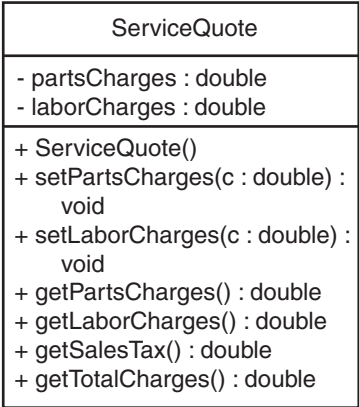 ServiceQuote
- partsCharges : double
- laborCharges : double
+ ServiceQuote()
+ setPartsCharges(c : double) :
void
+ setLaborCharges(c : double) :
void
+ getPartsCharges() : double
+ getLaborCharges() : double
+ getSalesTax() : double
+ getTotalCharges() : double